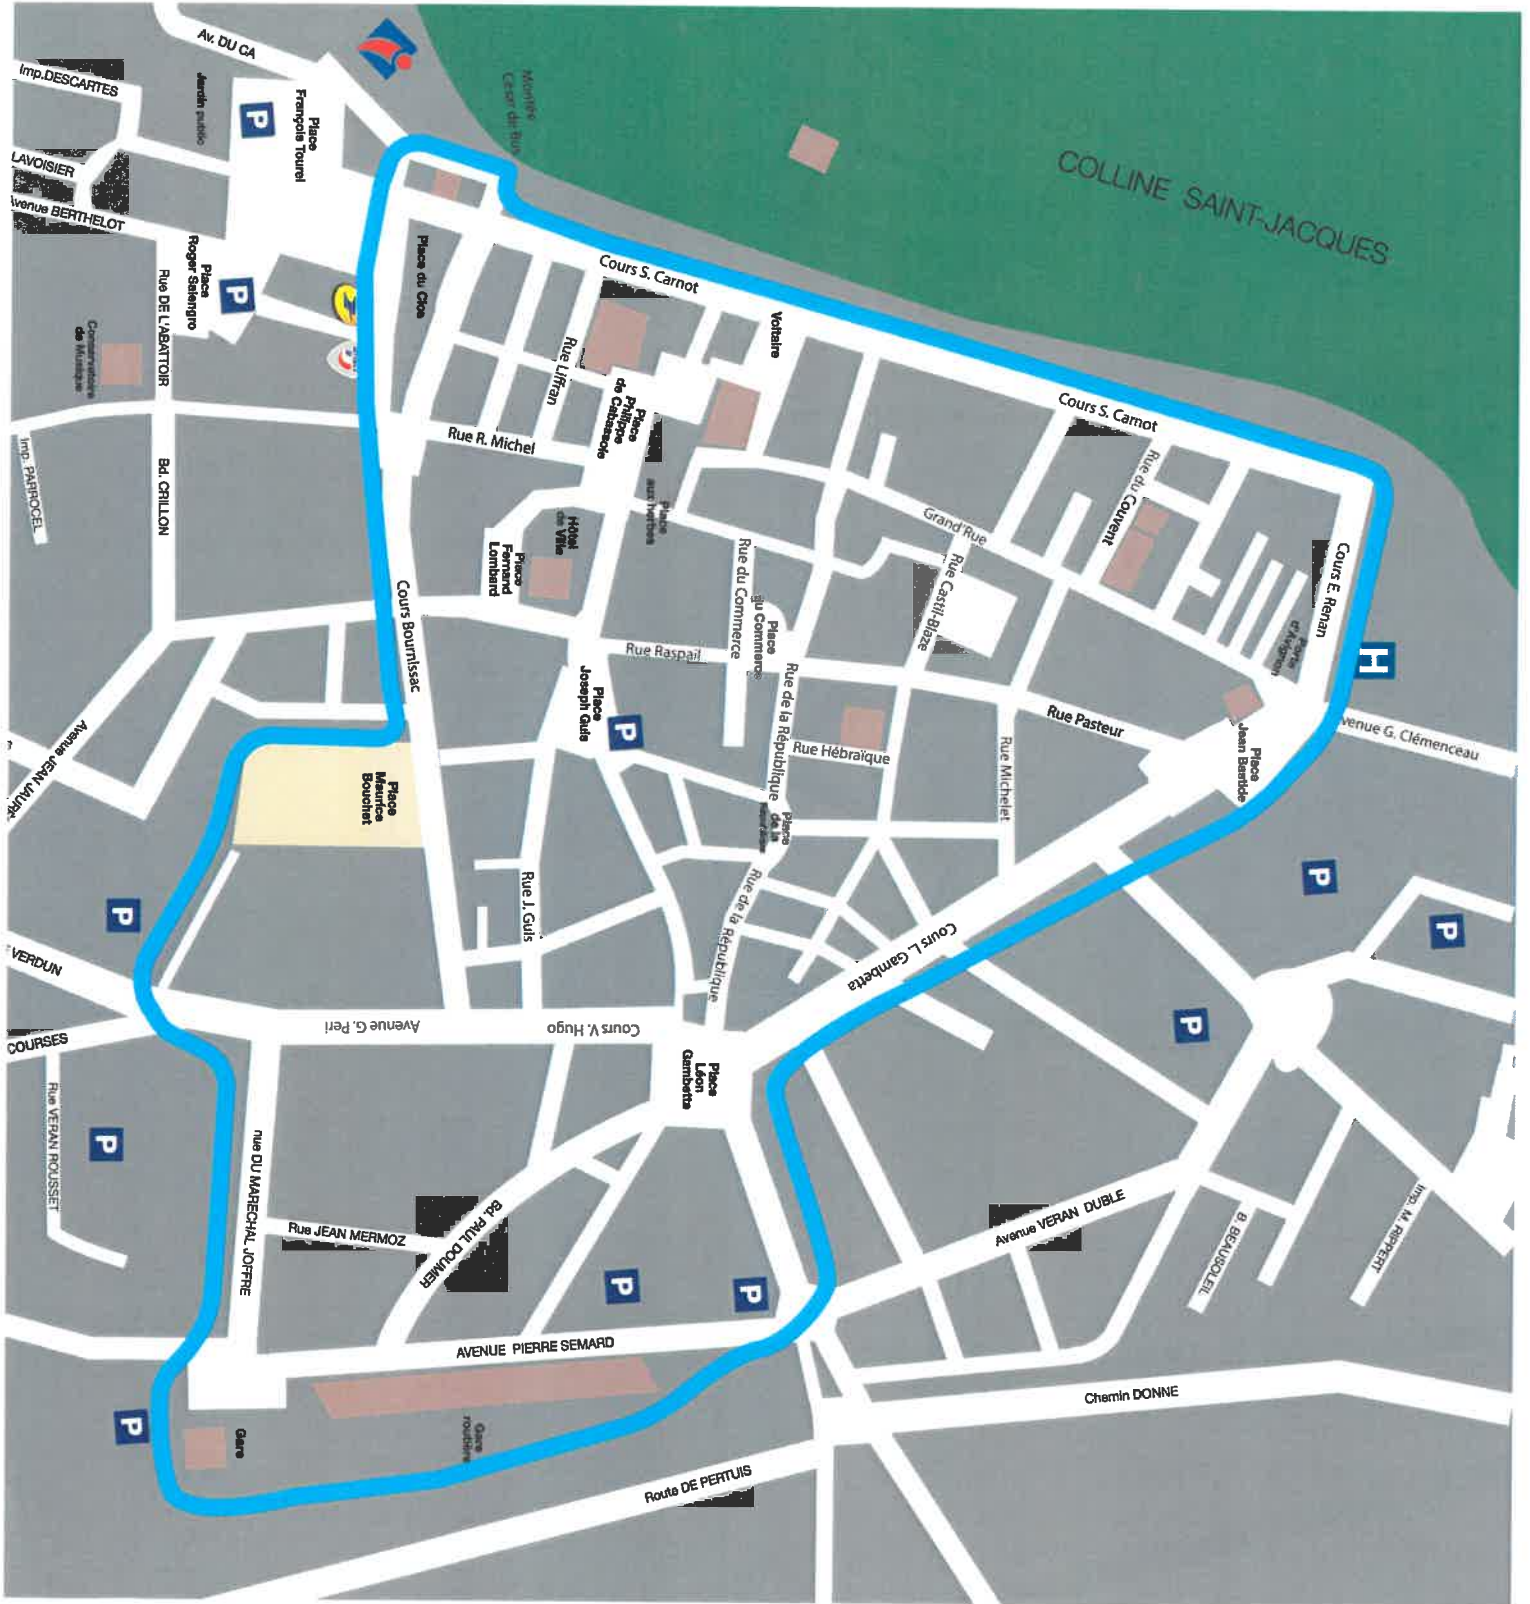 Av. DU CA
Imp.DESCARTES
Jardin public
P
Place
François Tourel
Montée
César de Bus
COLLINE SAINT-JACQUES
LAVOISIER
Avenue BERTHELOT
Place
Roger Salengro
P
Rue DE L'ABATTOIR
Place du Clos
Cours S. Carnot
Voltaire
Conservatoire
de Musique
Rue Liffran
Place
Philippe
de Cabassole
Cours S. Carnot
Rue R. Michel
Rue du Couvent
Imp. PARROCEL
Bd. CRILLON
Place
aux herbes
Hôtel
de Ville
Place
Fernand
Lombard
Grand'Rue
Rue du Commerce
Rue Castil-Blaze
Cours E. Renan
Porte
d'Avignon
H
Cours Bournissac
Place
du Commerce
Rue Raspail
Place
Joseph Guis
P
Rue de la République
Rue Hébraïque
Rue Pasteur
Rue Michelet
Place
Jean Bastide
venue G. Clémenceau
Avenue JEAN JAUR
Place
Maurice
Bouchet
Place
de la
P
P
P
Rue J. Guis
Rue de la République
Cours L. Gambetta
VERDUN
COURSES
Avenue G. Peri
Cours V. Hugo
P
Place
Léon
Gambetta
Rue VERAN ROUSSET
P
nue DU MARECHAL JOFFRE
Rue JEAN MERMOZ
Bd. PAUL DOUMER
Avenue VERAN DUBLE
B. BEAUSOLEIL
Imp. M. RIPPERT
P
P
AVENUE PIERRE SEMARD
Chemin DONNE
P
Gare
Gare
routière
Route DE PERTUIS